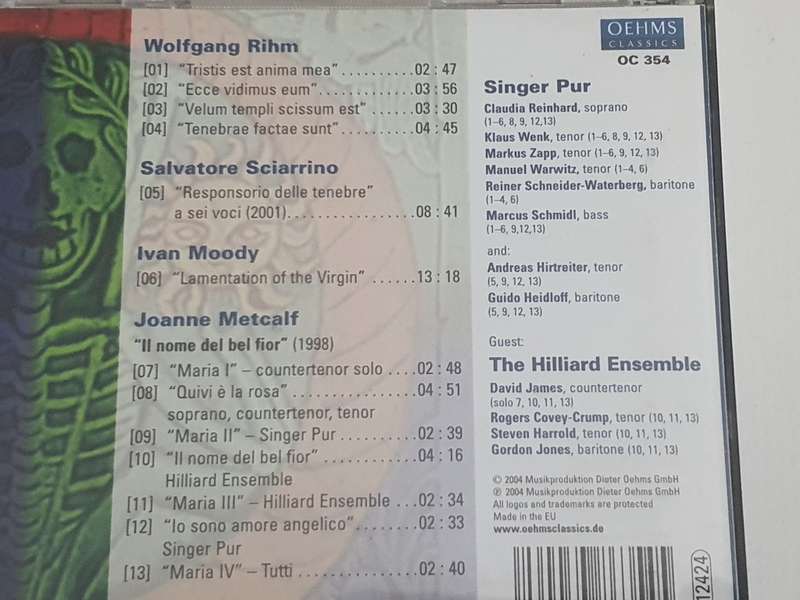 Wolfgang Rihm
[01] "Tristis est anima mea"..........02 : 47
[02] "Ecce vidimus eum"..............03 : 56
[03] "Velum templi scissum est" .......03 : 30
[04] "Tenebrae factae sunt"...........04 : 45
Salvatore Sciarrino
[05] "Responsorio delle tenebre"
a sei voci (2001)................08 : 41
Ivan Moody
[06] "Lamentation of the Virgin" ......13 : 18
Joanne Metcalf
"Il nome del bel fior" (1998)
[07] "Maria I" – countertenor solo ....02 : 48
[08] "Quivi è la rosa"................04 : 51
soprano, countertenor, tenor
[09] "Maria II" – Singer Pur ..........02 : 39
[10] "Il nome del bel fior"............04 : 16
Hilliard Ensemble
[11] "Maria III" – Hilliard Ensemble ...02 : 34
[12] "Io sono amore angelico"........02 : 33
Singer Pur
[13] "Maria IV" – Tutti ...............02 : 40
OEHMS
CLASSICS
OC 354
Singer Pur
Claudia Reinhard, soprano
(1–6, 8, 9, 12,13)
Klaus Wenk, tenor (1–6, 8, 9, 12, 13)
Markus Zapp, tenor (1–6, 9, 12, 13)
Manuel Warwitz, tenor (1–4, 6)
Reiner Schneider-Waterberg, baritone
(1–4, 6)
Marcus Schmidl, bass
(1–6, 9,12,13)
and:
Andreas Hirtreiter, tenor
(5, 9, 12, 13)
Guido Heidloff, baritone
(5, 9, 12, 13)
Guest:
The Hilliard Ensemble
David James, countertenor
(solo 7, 10, 11, 13)
Rogers Covey-Crump, tenor (10, 11, 13)
Steven Harrold, tenor (10, 11, 13)
Gordon Jones, baritone (10, 11, 13)
© 2004 Musikproduktion Dieter Oehms GmbH
℗ 2004 Musikproduktion Dieter Oehms GmbH
All logos and trademarks are protected
Made in the EU
www.oehmsclassics.de
12424